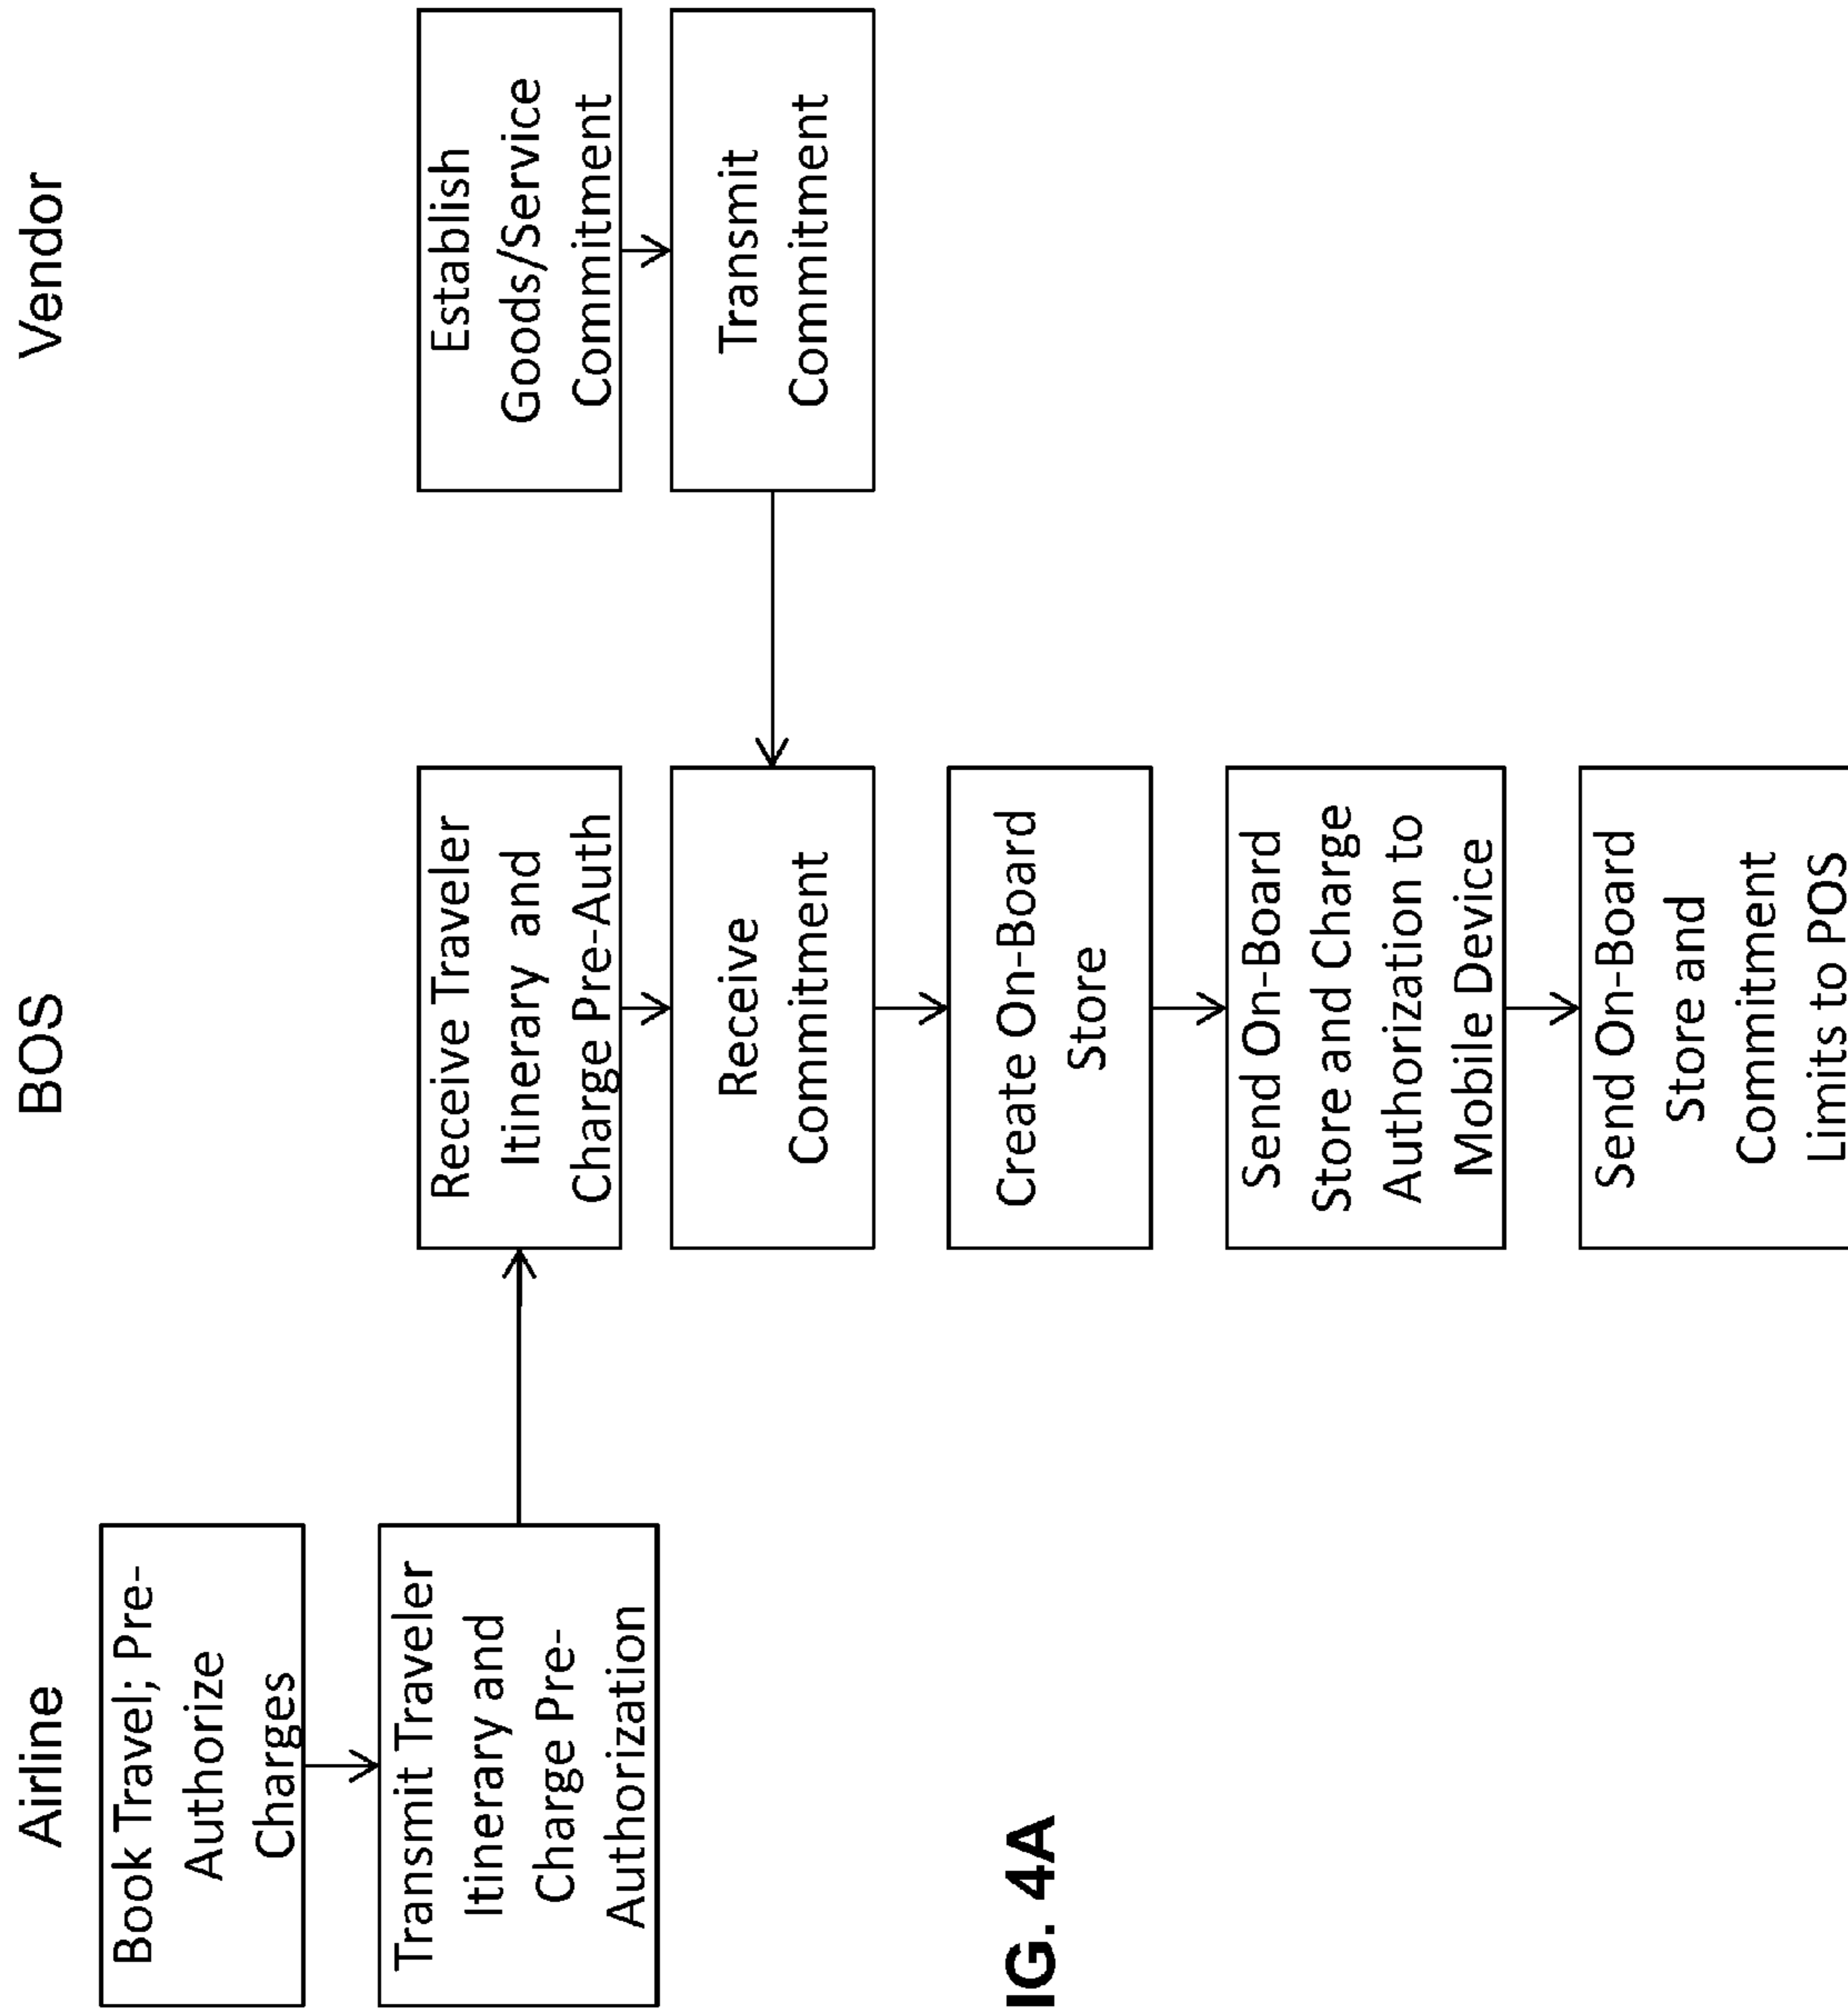 Airline
BOS
Vendor
Book Travel; Pre-
Authorize
Charges
Transmit Traveler
Itinerary and
Charge Pre-
Authorization
Receive Traveler
Itinerary and
Charge Pre-Auth
Receive
Commitment
Create On-Board
Store
Send On-Board
Store and Charge
Authorization to
Mobile Device
Send On-Board
Store and
Commitment
Limits to POS
Establish
Goods/Service
Commitment
Transmit
Commitment
IG. 4A